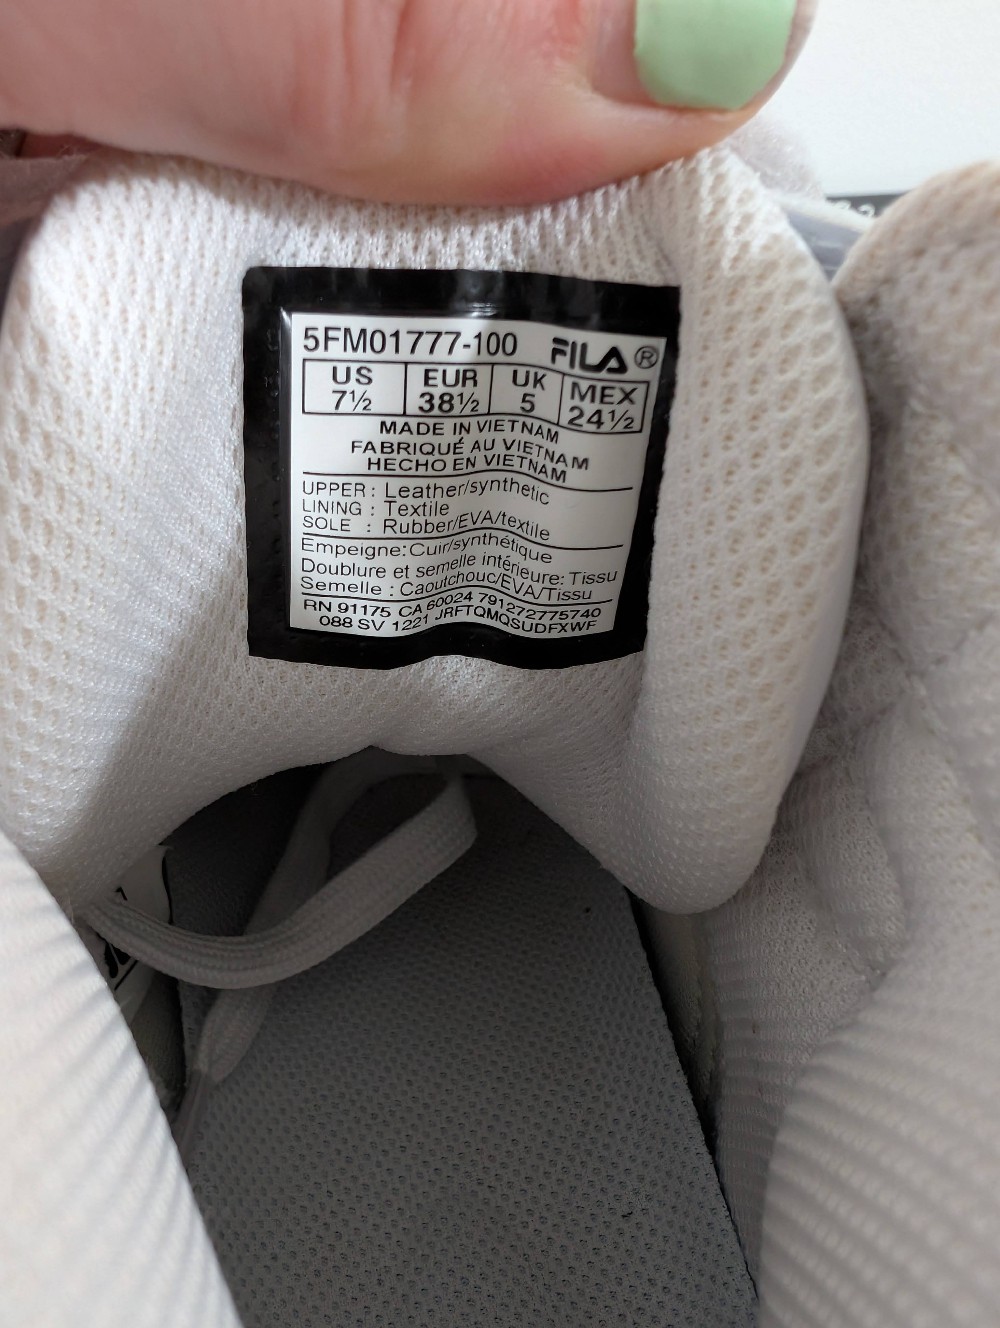 5FM01777-100 FILA®
US EUR UK MEX
7½ 38½ 5 24½
MADE IN VIETNAM
FABRIQUÉ AU VIETNAM
HECHO EN VIETNAM
UPPER : Leather/synthetic
LINING : Textile
SOLE : Rubber/EVA/textile
Empeigne: Cuir/synthétique
Doublure et semelle intérieure: Tissu
Semelle : Caoutchouc/EVA/Tissu
RN 91175 CA 60024 791272775740
088 SV 1221 JRFTQMQSUDFXWF